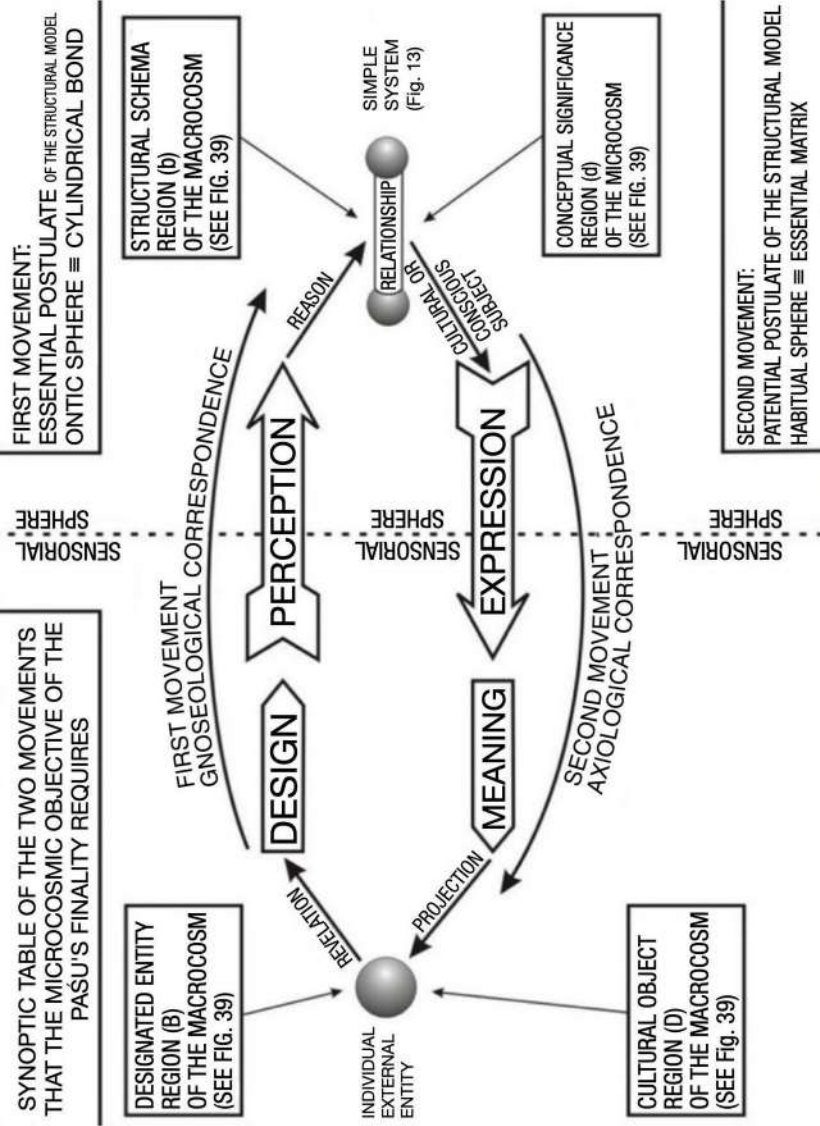 SYNOPTIC TABLE OF THE TWO MOVEMENTS
THAT THE MICROCOSMIC OBJECTIVE OF THE
PAŚU'S FINALITY REQUIRES
SENSORIAL
SPHERE
FIRST MOVEMENT:
ESSENTIAL POSTULATE OF THE STRUCTURAL MODEL
ONTIC SPHERE ≡ CYLINDRICAL BOND
DESIGNATED ENTITY
REGION (B)
OF THE MACROCOSM
(SEE FIG. 39)
FIRST MOVEMENT
GNOSEOLOGICAL CORRESPONDENCE
STRUCTURAL SCHEMA
REGION (b)
OF THE MACROCOSM
(SEE FIG. 39)
REVELATION
DESIGN
PERCEPTION
REASON
INDIVIDUAL
EXTERNAL
ENTITY
SENSORIAL
SPHERE
RELATIONSHIP
SIMPLE
SYSTEM
(Fig. 13)
PROJECTION
MEANING
EXPRESSION
CULTURAL OR
CONSCIOUS
SUBJECT
CULTURAL OBJECT
REGION (D)
OF THE MACROCOSM
(SEE FIG. 39)
SECOND MOVEMENT
AXIOLOGICAL CORRESPONDENCE
CONCEPTUAL SIGNIFICANCE
REGION (d)
OF THE MICROCOSM
(SEE FIG. 39)
SENSORIAL
SPHERE
SECOND MOVEMENT:
PATENTIAL POSTULATE OF THE STRUCTURAL MODEL
HABITUAL SPHERE ≡ ESSENTIAL MATRIX